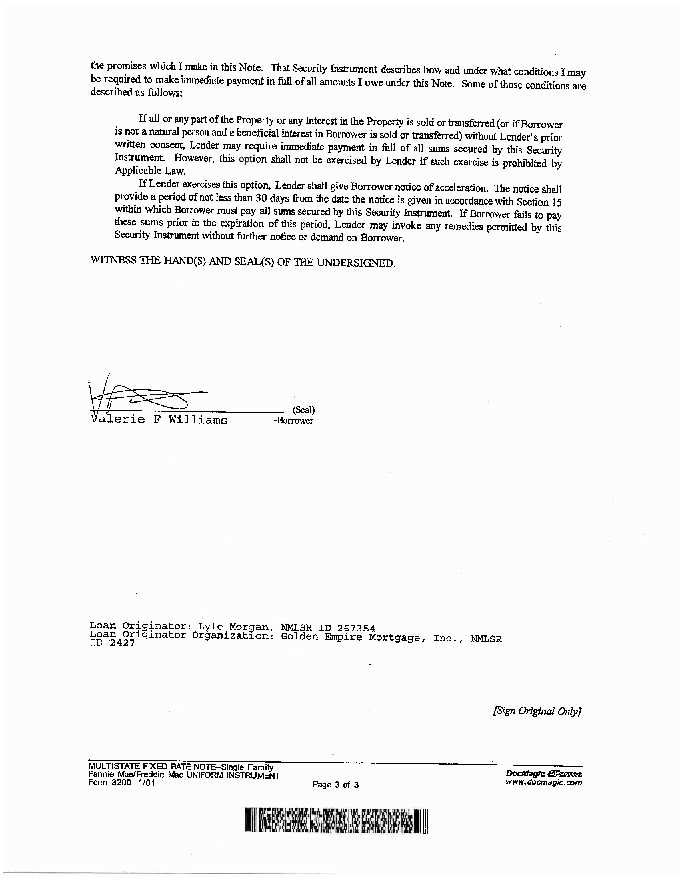 the promises which I make in this Note. That Security Instrument describes how and under what conditions I may
be required to make immediate payment in full of all amounts I owe under this Note. Some of those conditions are
described as follows:
If all or any part of the Property or any Interest in the Property is sold or transferred (or if Borrower
is not a natural person and a beneficial interest in Borrower is sold or transferred) without Lender's prior
written consent, Lender may require immediate payment in full of all sums secured by this Security
Instrument. However, this option shall not be exercised by Lender if such exercise is prohibited by
Applicable Law.
If Lender exercises this option, Lender shall give Borrower notice of acceleration. The notice shall
provide a period of not less than 30 days from the date the notice is given in accordance with Section 15
within which Borrower must pay all sums secured by this Security Instrument. If Borrower fails to pay
these sums prior to the expiration of this period, Lender may invoke any remedies permitted by this
Security Instrument without further notice or demand on Borrower.
WITNESS THE HAND(S) AND SEAL(S) OF THE UNDERSIGNED.
(Seal)
Valerie F Williams -Borrower
Loan Originator: Lyle Morgan, NMLSR ID 267354
Loan Originator Organization: Golden Empire Mortgage, Inc., NMLSR
ID 2427
[Sign Original Only]
MULTISTATE FIXED RATE NOTE--Single Family
Fannie Mae/Freddie Mac UNIFORM INSTRUMENT
Form 3200 1/01
Page 3 of 3
DocMagic eForms
www.docmagic.com